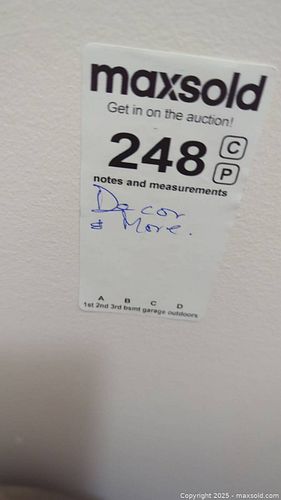 maxsold
Get in on the auction!
248 C
P
notes and measurements
Decor
& More.
A B C D
1st 2nd 3rd bsmt garage outdoors
Copyright © 2025 - maxsold.com